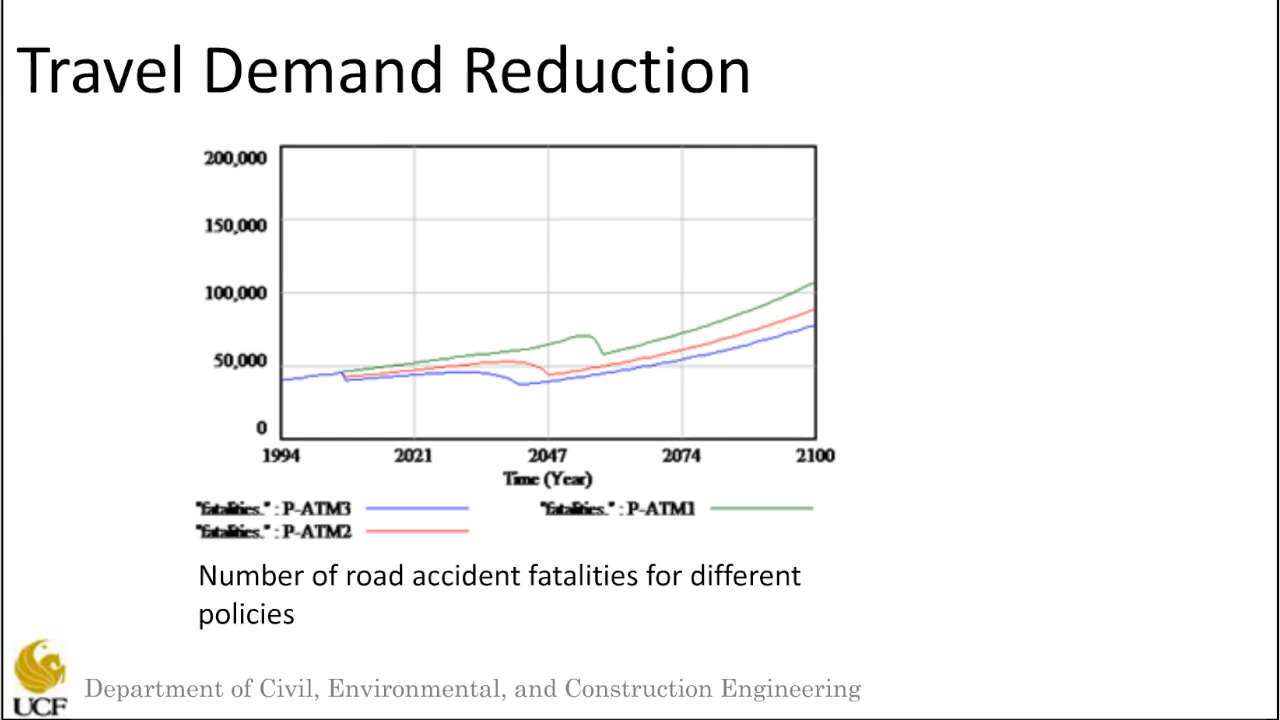 Travel Demand Reduction
200,000
150,000
100,000
50,000
0
1994 2021 2047 2074 2100
Time (Year)
"fatalities." : P-ATM3 "fatalities." : P-ATM1
"fatalities." : P-ATM2
Number of road accident fatalities for different
policies
UCF
Department of Civil, Environmental, and Construction Engineering